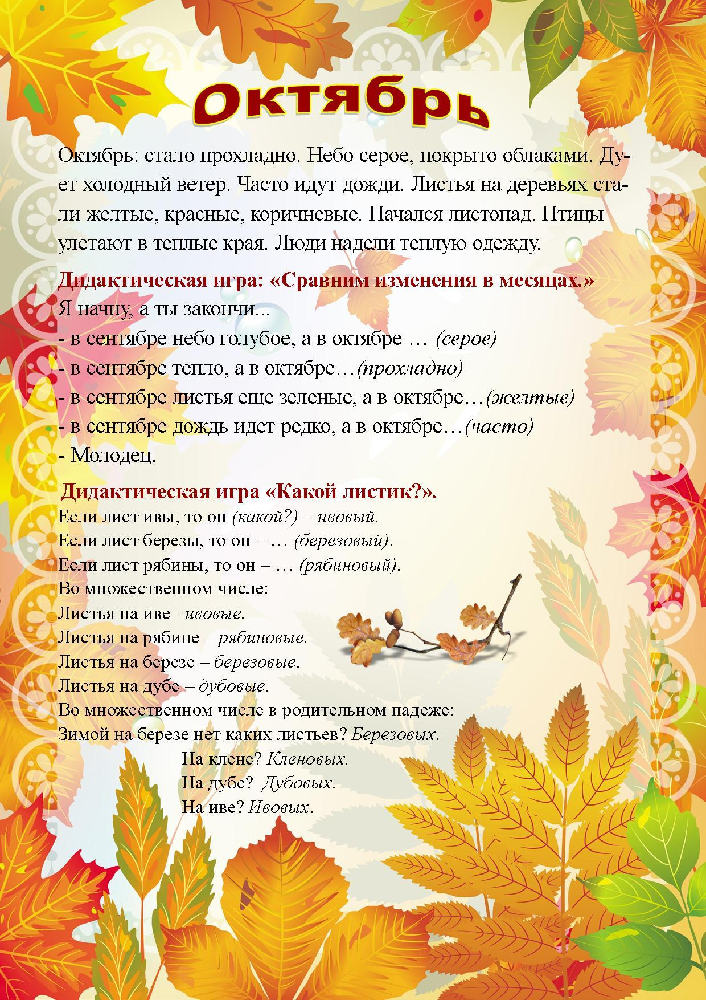 Октябрь
Октябрь: стало прохладно. Небо серое, покрыто облаками. Ду-
ет холодный ветер. Часто идут дожди. Листья на деревьях ста-
ли желтые, красные, коричневые. Начался листопад. Птицы
улетают в теплые края. Люди надели теплую одежду.
Дидактическая игра: «Сравним изменения в месяцах.»
Я начну, а ты закончи...
- в сентябре небо голубое, а в октябре … (серое)
- в сентябре тепло, а в октябре…(прохладно)
- в сентябре листья еще зеленые, а в октябре…(желтые)
- в сентябре дождь идет редко, а в октябре…(часто)
- Молодец.
Дидактическая игра «Какой листик?».
Если лист ивы, то он (какой?) – ивовый.
Если лист березы, то он – … (березовый).
Если лист рябины, то он – … (рябиновый).
Во множественном числе:
Листья на иве– ивовые.
Листья на рябине – рябиновые.
Листья на березе – березовые.
Листья на дубе – дубовые.
Во множественном числе в родительном падеже:
Зимой на березе нет каких листьев? Березовых.
На клене? Кленовых.
На дубе? Дубовых.
На иве? Ивовых.